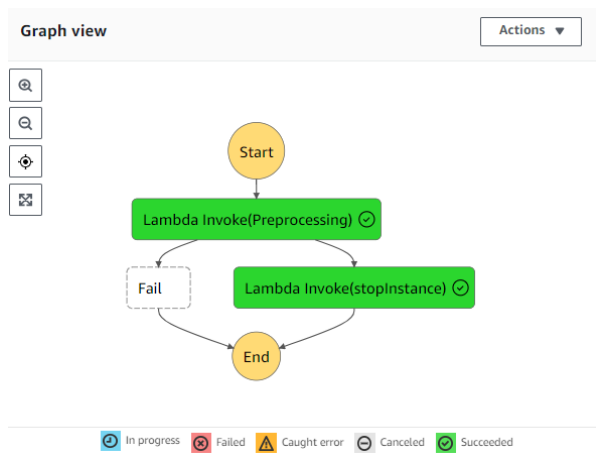 Graph view
Actions
Start
Lambda Invoke(Preprocessing)
Fail
Lambda Invoke(stopInstance)
End
In progress Failed Caught error Canceled Succeeded